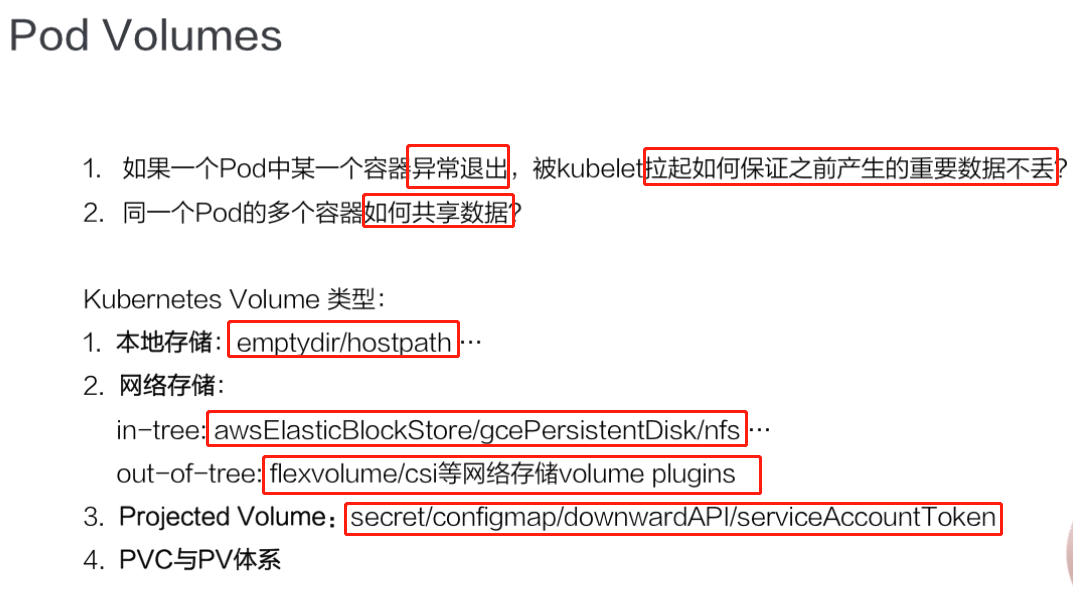 Pod Volumes
1. 如果一个Pod中某一个容器异常退出，被kubelet拉起如何保证之前产生的重要数据不丢?
2. 同一个Pod的多个容器如何共享数据?
Kubernetes Volume 类型:
1. 本地存储: emptydir/hostpath…
2. 网络存储:
in-tree: awsElasticBlockStore/gcePersistentDisk/nfs…
out-of-tree: flexvolume/csi等网络存储volume plugins
3. Projected Volume: secret/configmap/downwardAPI/serviceAccountToken
4. PVC与PV体系